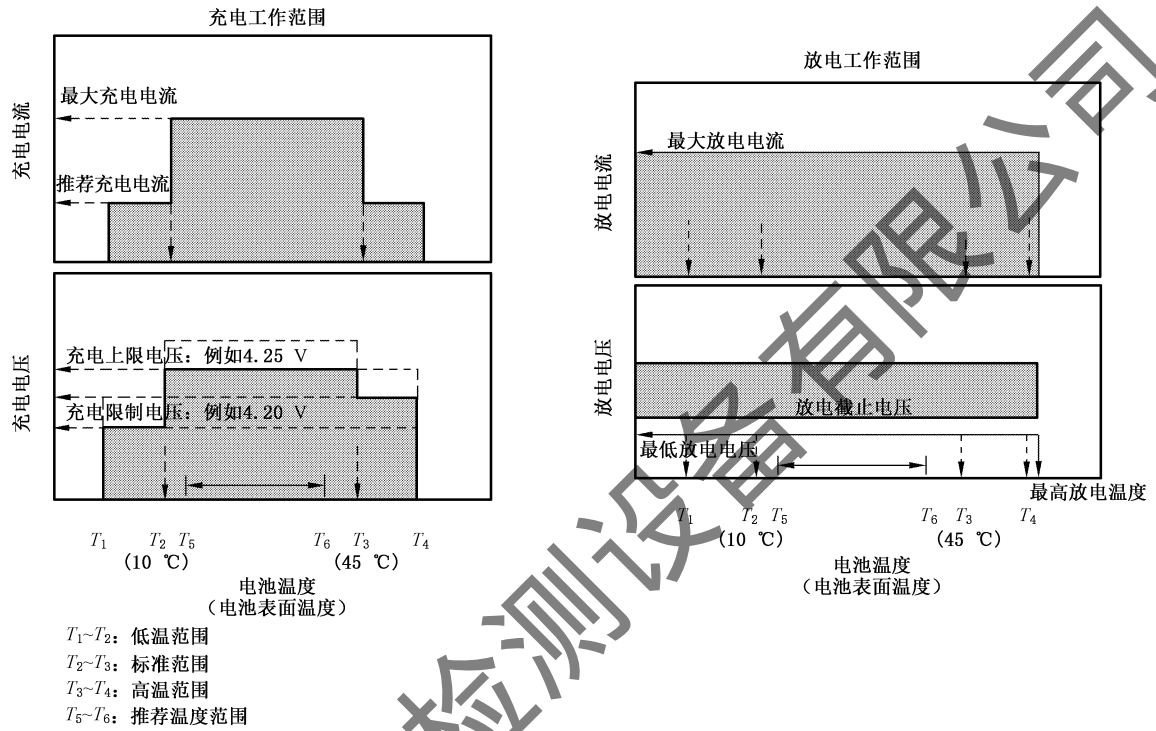 充电工作范围
充电电流
最大充电电流
推荐充电电流
充电电压
充电上限电压：例如4.25 V
充电限制电压：例如4.20 V
T1
T2
T5
T6
T3
T4
(10 ℃)
(45 ℃)
电池温度
（电池表面温度）
T1~T2：低温范围
T2~T3：标准范围
T3~T4：高温范围
T5~T6：推荐温度范围
放电工作范围
放电电流
最大放电电流
放电电压
放电截止电压
最低放电电压
最高放电温度
T1
T2
T5
T6
T3
T4
(10 ℃)
(45 ℃)
电池温度
（电池表面温度）
检测设备有限公司